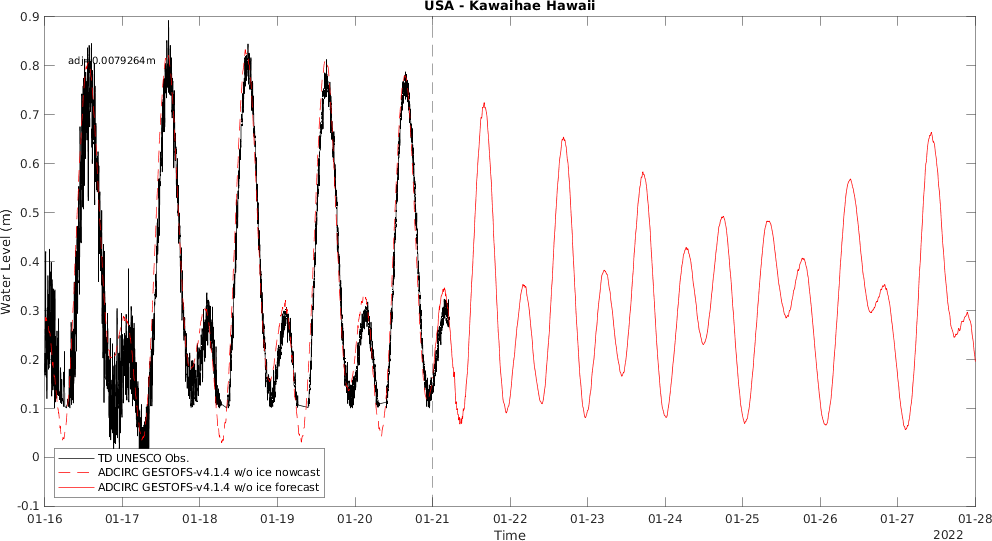 USA - Kawaihae Hawaii
0.9
0.8
0.7
0.6
0.5
0.4
0.3
0.2
0.1
0
-0.1
Water Level (m)
adj=0.0079264m
TD UNESCO Obs.
ADCIRC GESTOFS-v4.1.4 w/o ice nowcast
ADCIRC GESTOFS-v4.1.4 w/o ice forecast
01-16 01-17 01-18 01-19 01-20 01-21 01-22 01-23 01-24 01-25 01-26 01-27 01-28
Time
2022